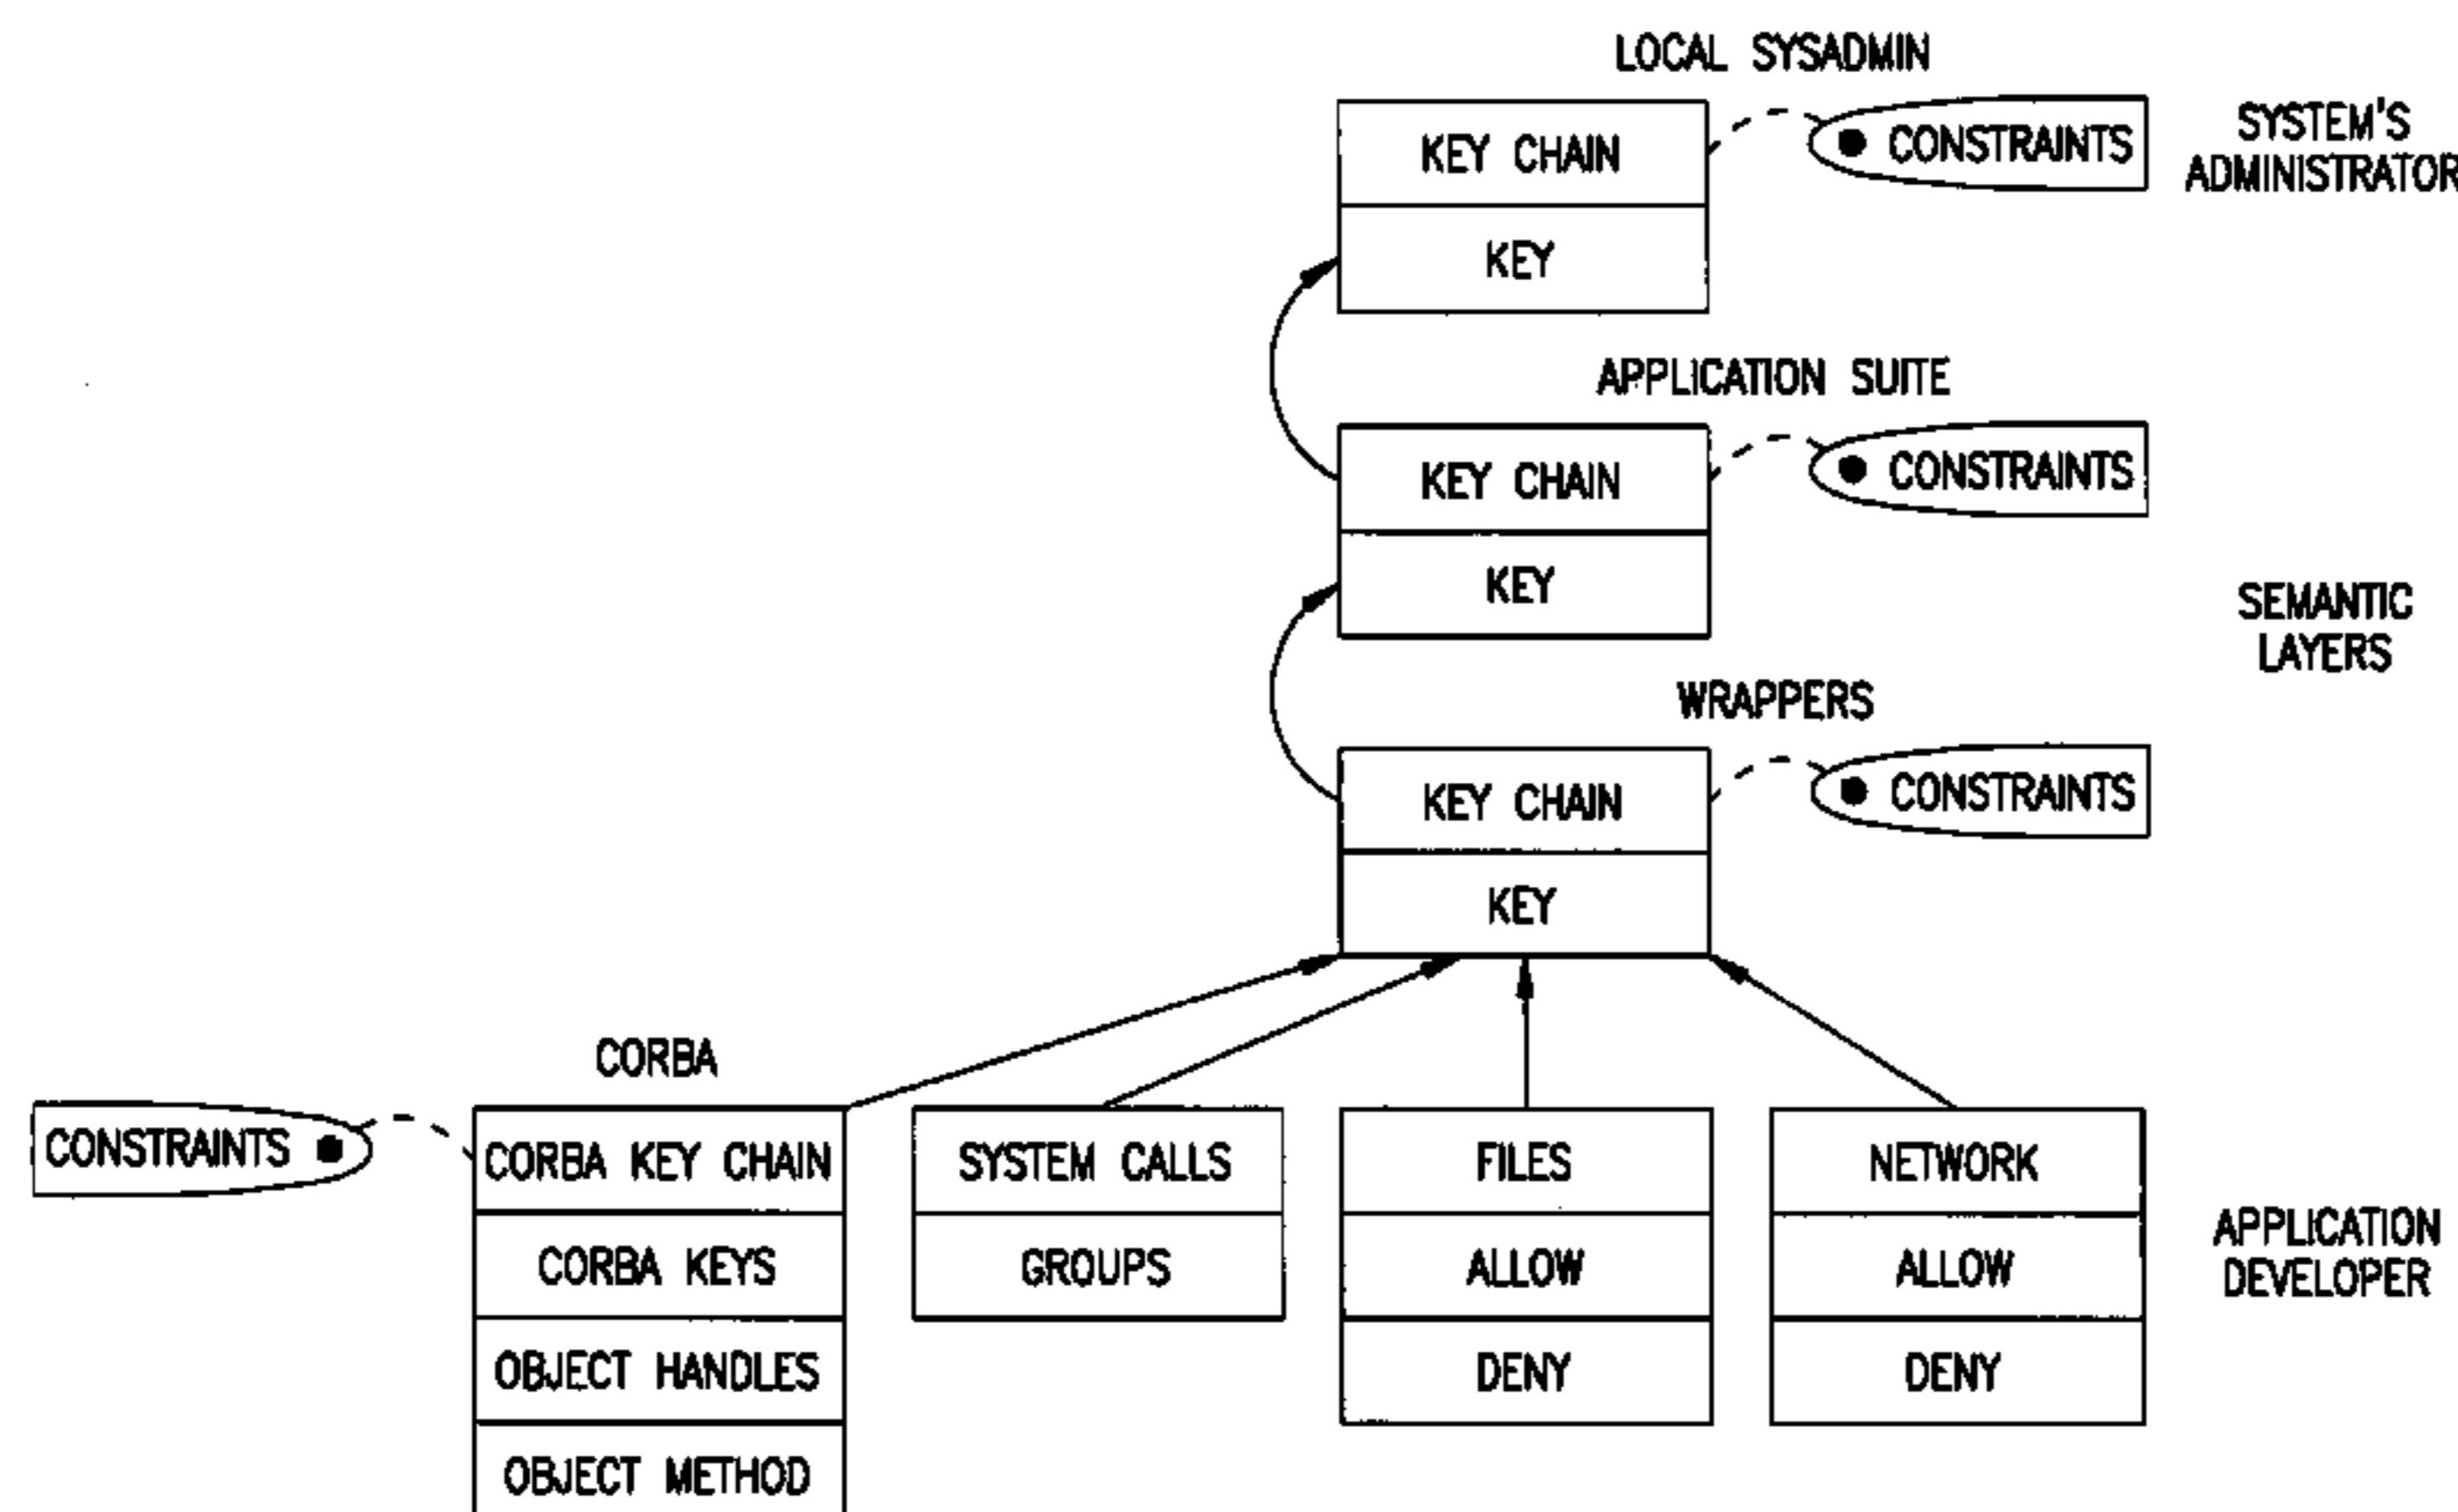 LOCAL SYSADMIN
KEY CHAIN
CONSTRAINTS
SYSTEM'S
ADMINISTRATOR
KEY
APPLICATION SUITE
KEY CHAIN
CONSTRAINTS
KEY
SEMANTIC
LAYERS
WRAPPERS
KEY CHAIN
CONSTRAINTS
KEY
CORBA
CONSTRAINTS
CORBA KEY CHAIN
CORBA KEYS
OBJECT HANDLES
OBJECT METHOD
SYSTEM CALLS
GROUPS
FILES
ALLOW
DENY
NETWORK
ALLOW
DENY
APPLICATION
DEVELOPER